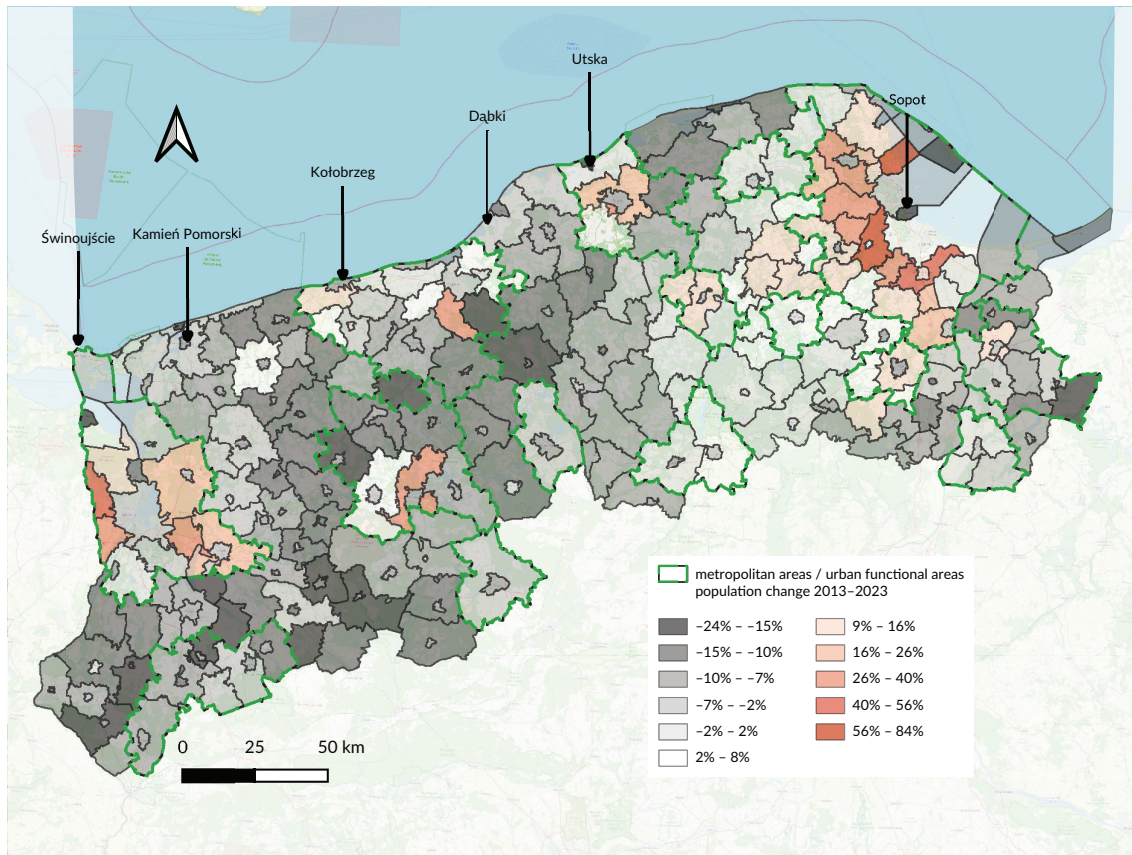 Utska
Sopot
Dąbki
Kołobrzeg
Świnoujście
Kamień Pomorski
metropolitan areas / urban functional areas
population change 2013–2023
–24% – –15%
–15% – –10%
–10% – –7%
–7% – –2%
–2% – 2%
2% – 8%
9% – 16%
16% – 26%
26% – 40%
40% – 56%
56% – 84%
0 25 50 km